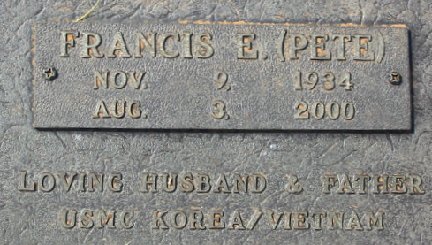 FRANCIS E. (PETE)
NOV. 9, 1934
AUG. 3, 2000
LOVING HUSBAND & FATHER
USMC KOREA/VIETNAM